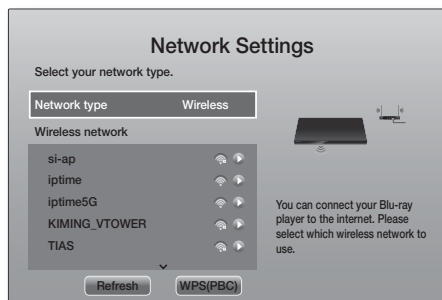 Network Settings
Select your network type.
Network type Wireless
Wireless network
si-ap
iptime
iptime5G
KIMING_VTOWER
TIAS
You can connect your Blu-ray
player to the internet. Please
select which wireless network to
use.
Refresh WPS(PBC)